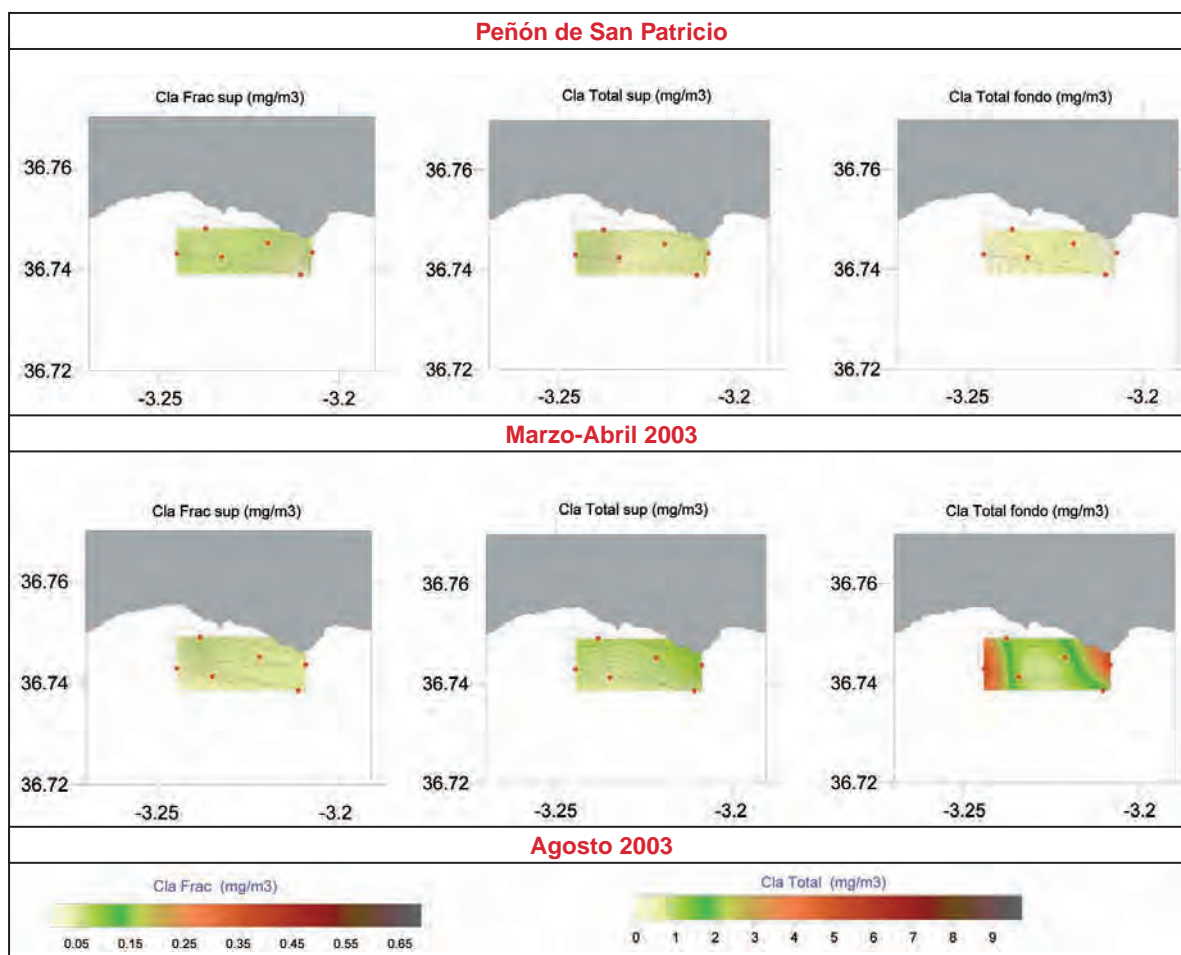 Peñón de San Patricio
Cla Frac sup (mg/m3)
Cla Total sup (mg/m3)
Cla Total fondo (mg/m3)
36.76
36.74
36.72
-3.25
-3.2
36.76
36.74
36.72
-3.25
-3.2
36.76
36.74
36.72
-3.25
-3.2
Marzo-Abril 2003
Cla Frac sup (mg/m3)
Cla Total sup (mg/m3)
Cla Total fondo (mg/m3)
36.76
36.74
36.72
-3.25
-3.2
36.76
36.74
36.72
-3.25
-3.2
36.76
36.74
36.72
-3.25
-3.2
Agosto 2003
Cla Frac (mg/m3)
0.05 0.15 0.25 0.35 0.45 0.55 0.65
Cla Total (mg/m3)
0 1 2 3 4 5 6 7 8 9